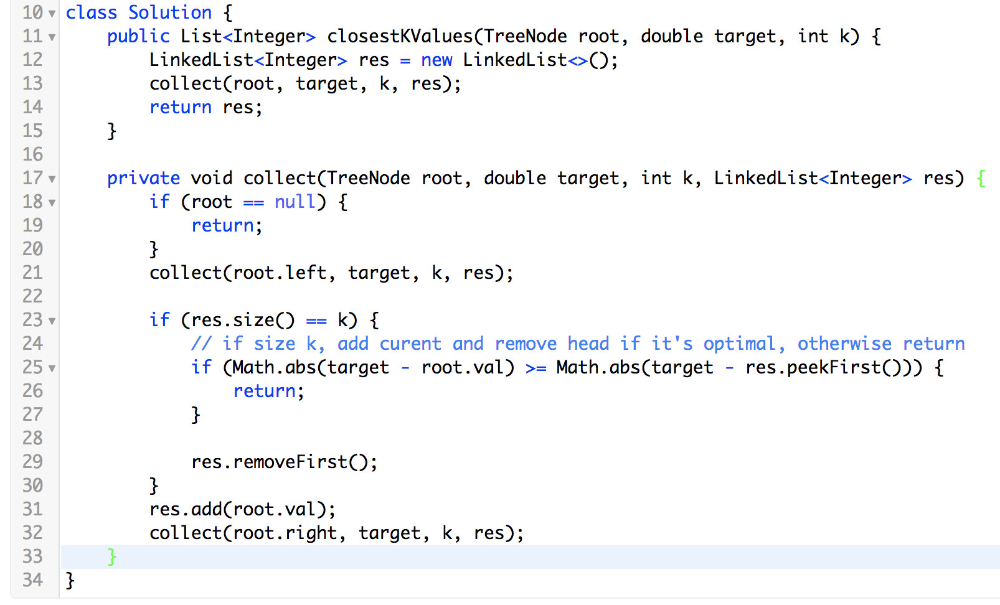 10 class Solution {
11     public List<Integer> closestKValues(TreeNode root, double target, int k) {
12         LinkedList<Integer> res = new LinkedList<>();
13         collect(root, target, k, res);
14         return res;
15     }
16
17     private void collect(TreeNode root, double target, int k, LinkedList<Integer> res) {
18         if (root == null) {
19             return;
20         }
21         collect(root.left, target, k, res);
22
23         if (res.size() == k) {
24             // if size k, add curent and remove head if it's optimal, otherwise return
25             if (Math.abs(target - root.val) >= Math.abs(target - res.peekFirst())) {
26                 return;
27             }
28
29             res.removeFirst();
30         }
31         res.add(root.val);
32         collect(root.right, target, k, res);
33     }
34 }